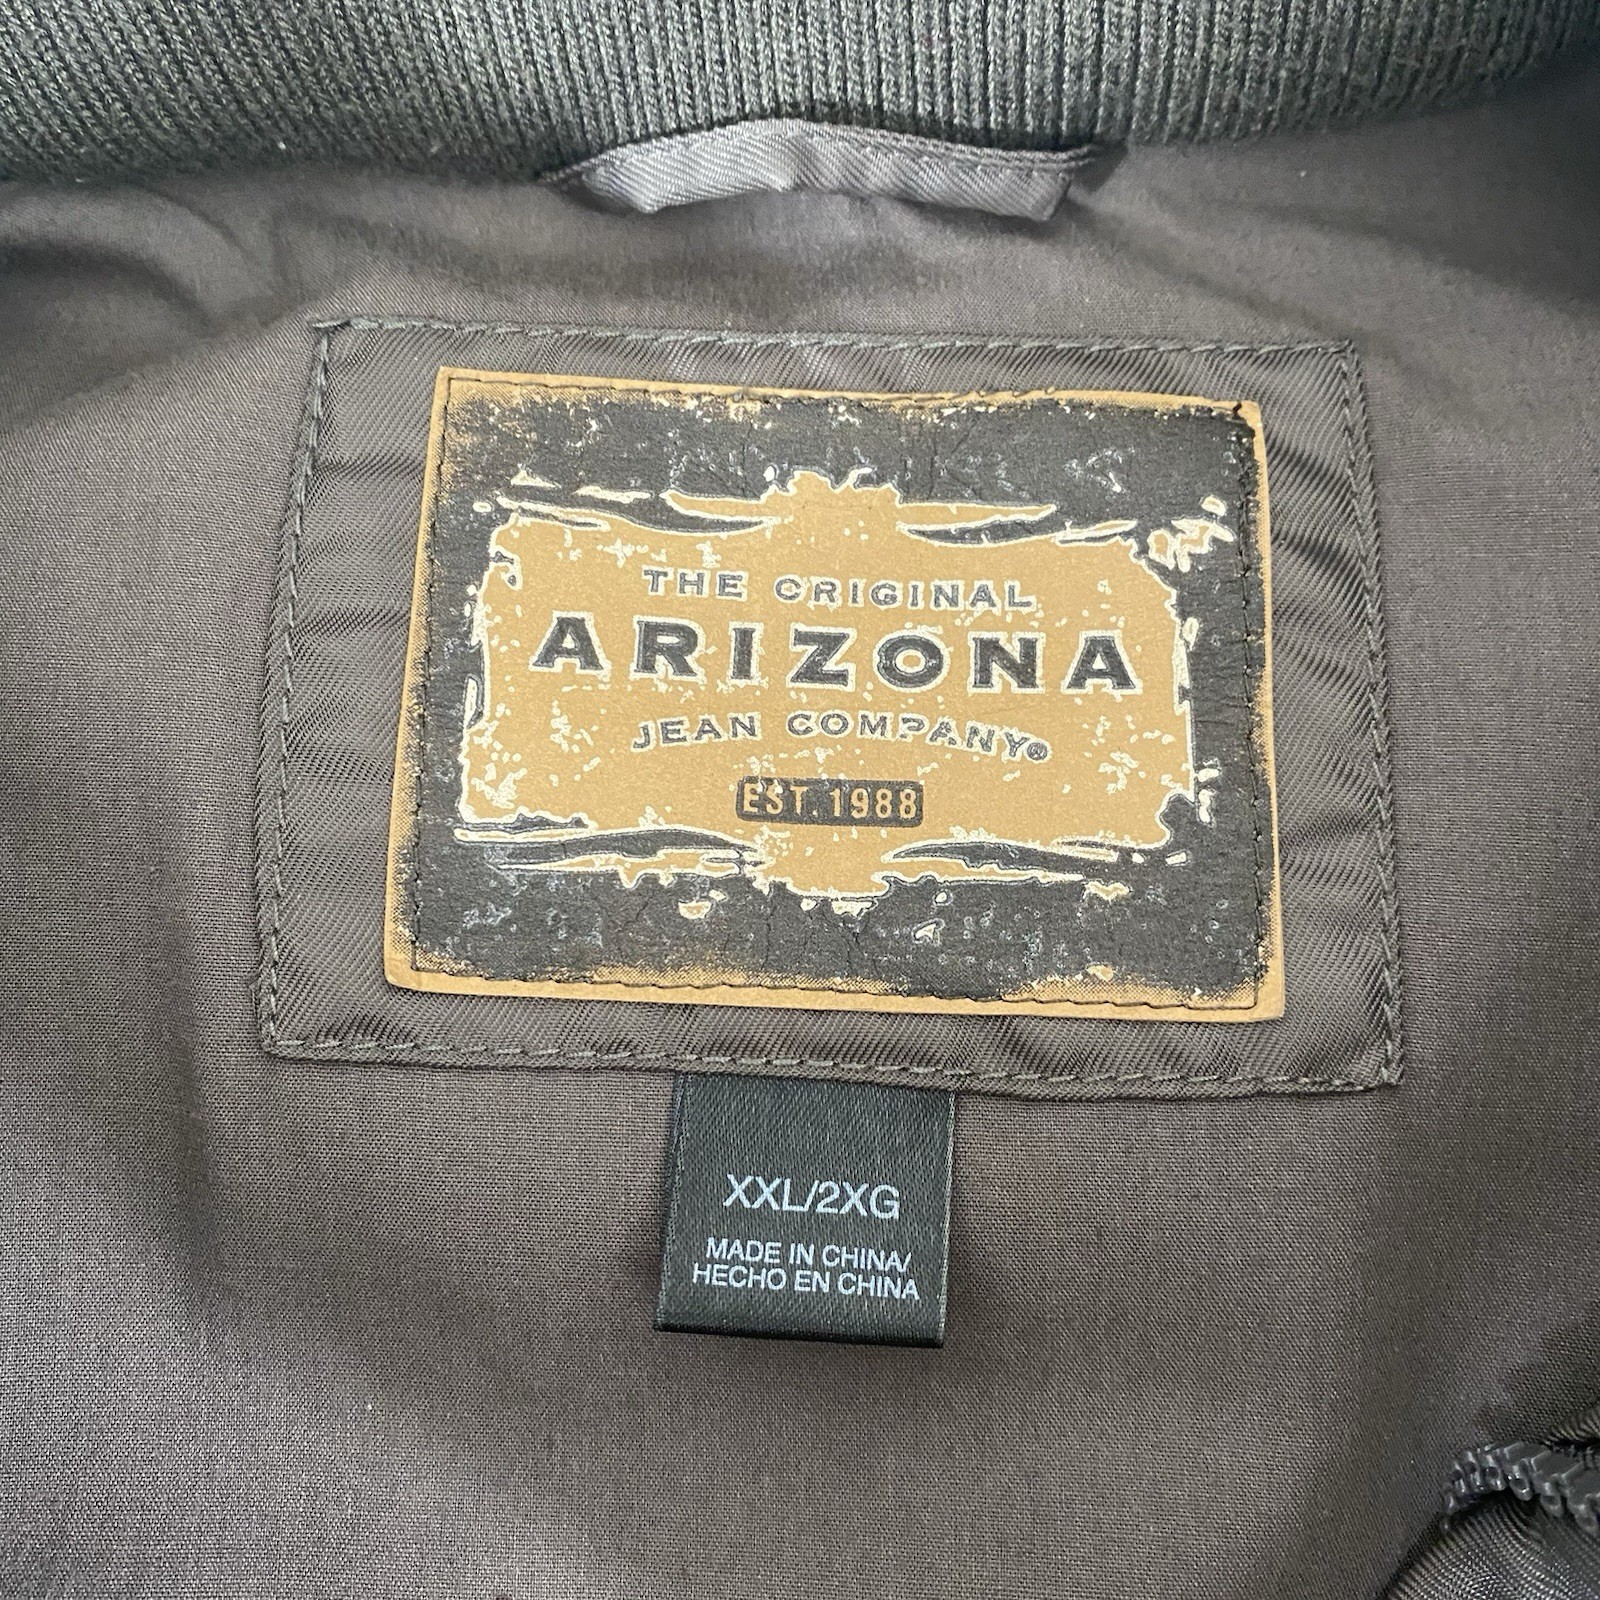 THE ORIGINAL
ARIZONA
JEAN COMPANY®
EST. 1988
XXL/2XG
MADE IN CHINA/
HECHO EN CHINA